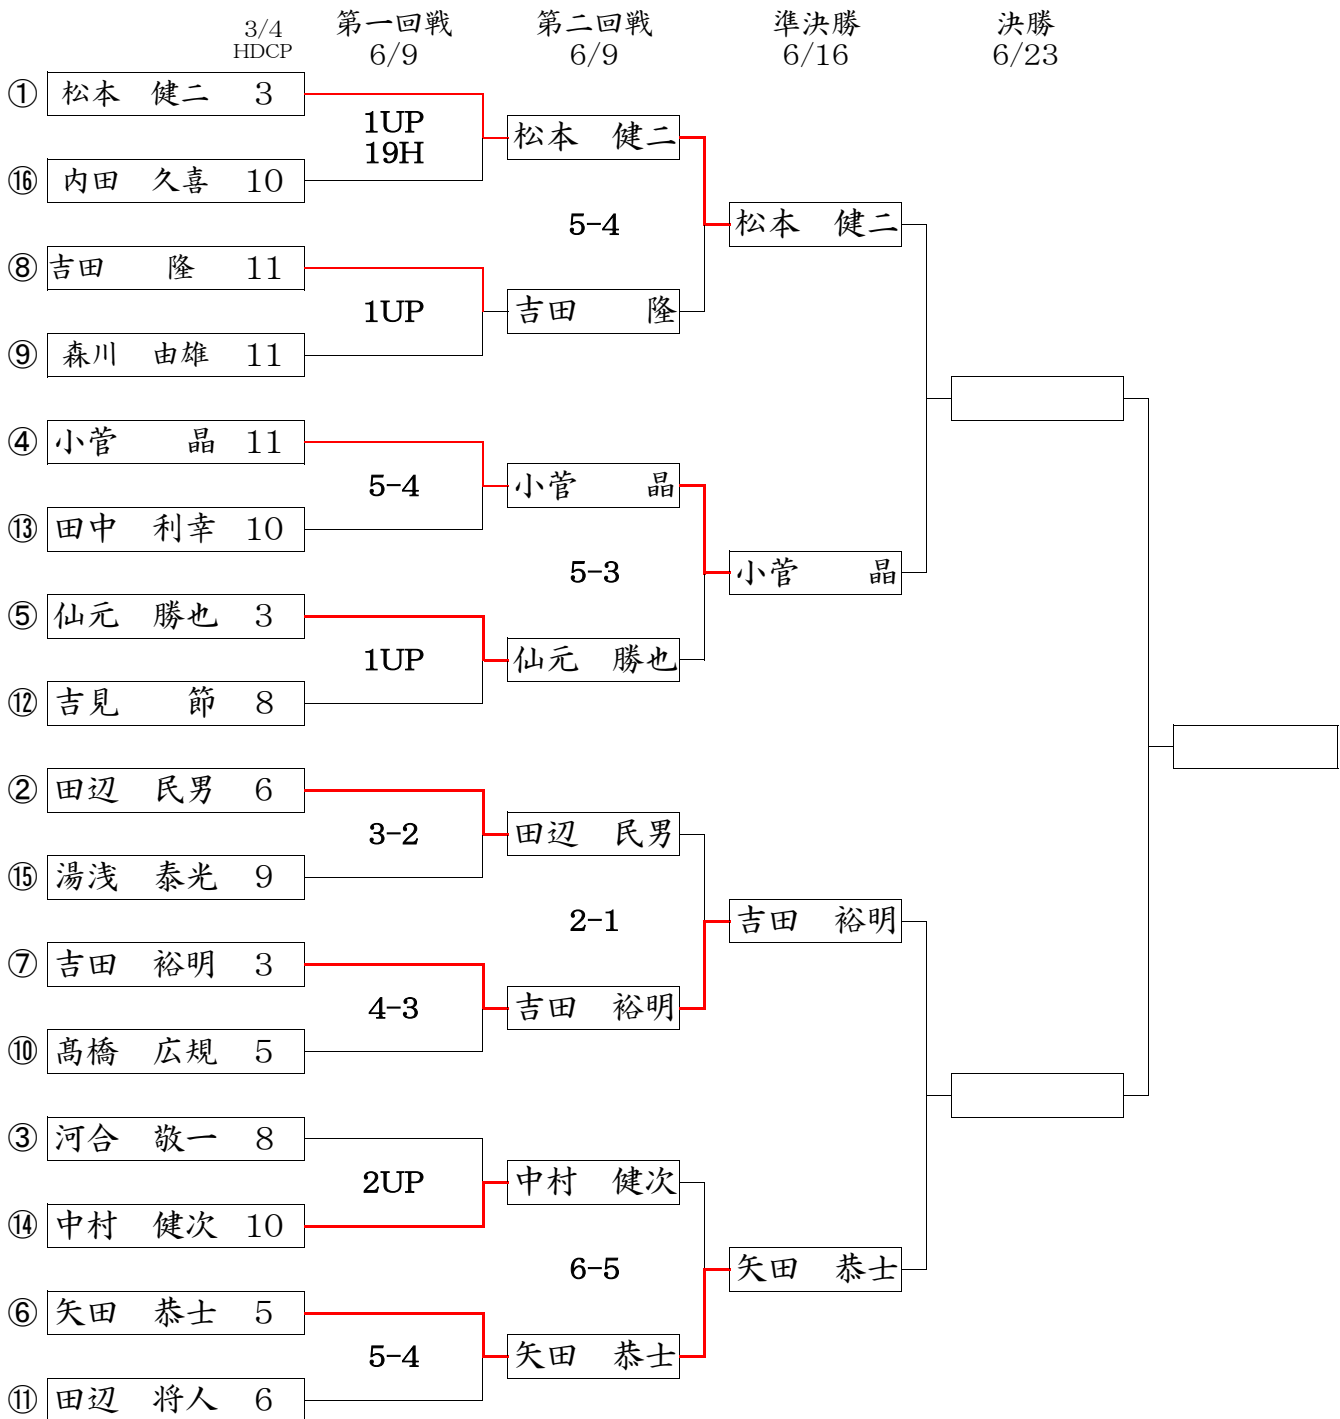 3/4 HDCP 第一回戦 6/9 第二回戦 6/9 準決勝 6/16 決勝 6/23
① 松本 健二 3
1UP
19H
松本 健二
⑯ 内田 久喜 10
5-4
松本 健二
⑧ 吉田 隆 11
1UP
吉田 隆
⑨ 森川 由雄 11
④ 小菅 晶 11
5-4
小菅 晶
⑬ 田中 利幸 10
5-3
小菅 晶
⑤ 仙元 勝也 3
1UP
仙元 勝也
⑫ 吉見 節 8
② 田辺 民男 6
3-2
田辺 民男
⑮ 湯浅 泰光 9
2-1
吉田 裕明
⑦ 吉田 裕明 3
4-3
吉田 裕明
⑩ 髙橋 広規 5
③ 河合 敬一 8
2UP
中村 健次
⑭ 中村 健次 10
6-5
矢田 恭士
⑥ 矢田 恭士 5
5-4
矢田 恭士
⑪ 田辺 将人 6